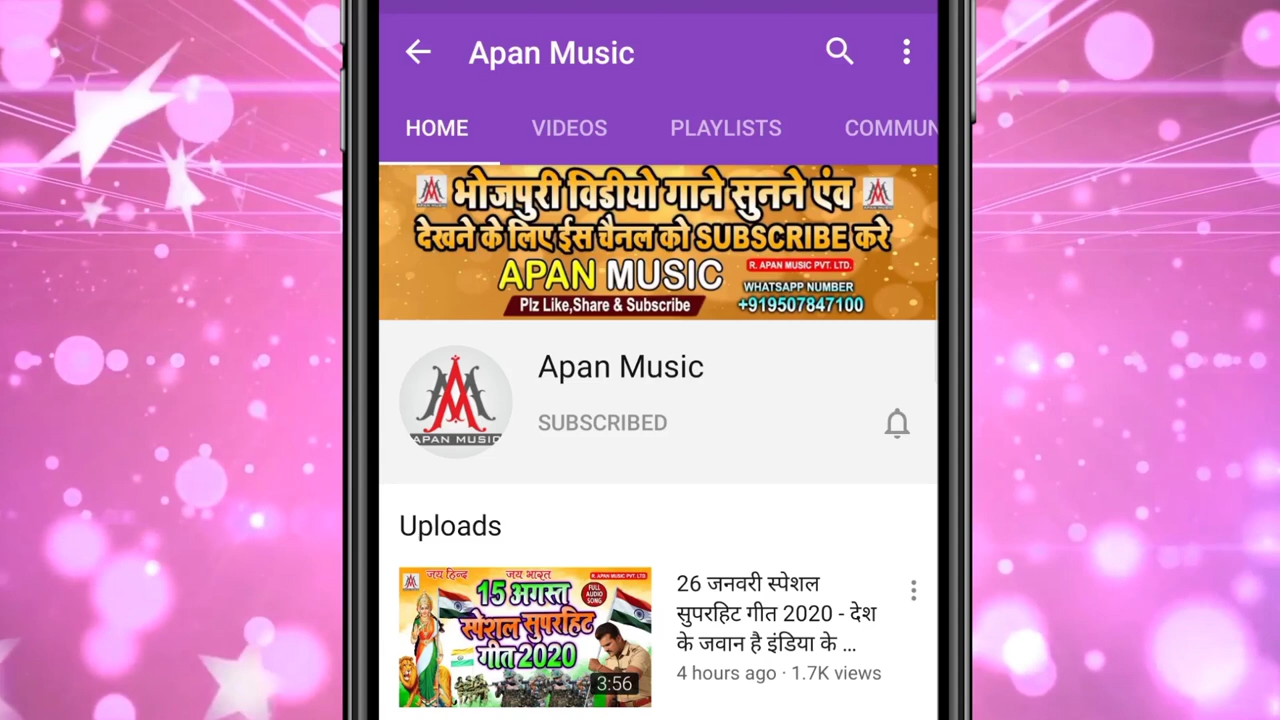 Apan Music
HOME VIDEOS PLAYLISTS COMMUN
भोजपुरी विडीयो गाने सुनने एंव
देखने के लिए ईस चैनल को SUBSCRIBE करे
APAN MUSIC
R. APAN MUSIC PVT. LTD.
WHATSAPP NUMBER
Plz Like,Share & Subscribe
+919507847100
Apan Music
SUBSCRIBED
APAN MUSIC
Uploads
जय हिन्द जय भारत
R. APAN MUSIC PVT. LTD
15 अगस्त
FULL
AUDIO
SONG
स्पेशल सुपरहिट
गीत 2020
3:56
26 जनवरी स्पेशल
सुपरहिट गीत 2020 - देश
के जवान है इंडिया के ...
4 hours ago · 1.7K views